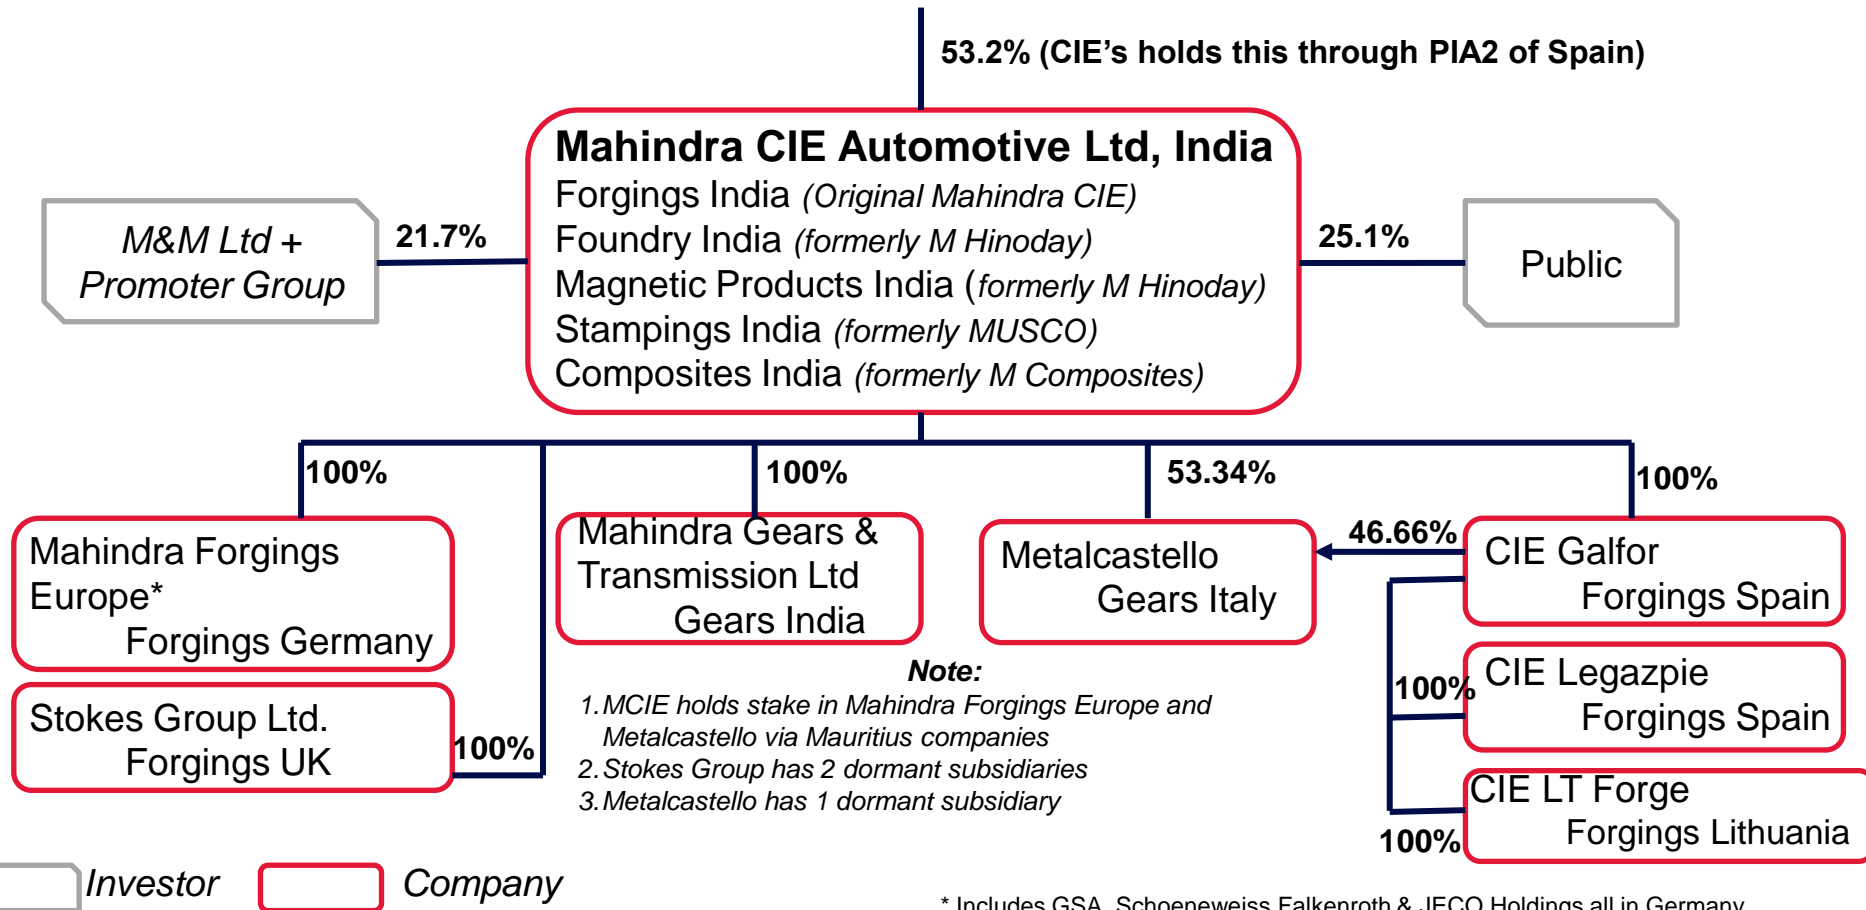 53.2% (CIE’s holds this through PIA2 of Spain)
Mahindra CIE Automotive Ltd, India
Forgings India (Original Mahindra CIE)
Foundry India (formerly M Hinoday)
Magnetic Products India (formerly M Hinoday)
Stampings India (formerly MUSCO)
Composites India (formerly M Composites)
M&M Ltd +
Promoter Group
21.7%
25.1%
Public
100%
100%
53.34%
100%
Mahindra Forgings
Europe*
Forgings Germany
Mahindra Gears &
Transmission Ltd
Gears India
Metalcastello
Gears Italy
46.66%
CIE Galfor
Forgings Spain
Stokes Group Ltd.
Forgings UK
100%
100%
CIE Legazpie
Forgings Spain
CIE LT Forge
Forgings Lithuania
100%
Note:
1. MCIE holds stake in Mahindra Forgings Europe and
Metalcastello via Mauritius companies
2. Stokes Group has 2 dormant subsidiaries
3. Metalcastello has 1 dormant subsidiary
Investor
Company
* Includes GSA, Schoeneweiss Falkenroth & JECO Holdings all in Germany